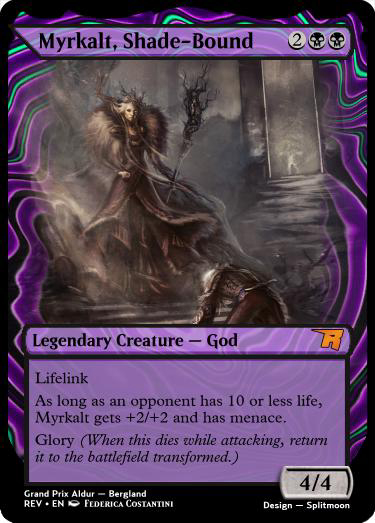 Myrkalt, Shade-Bound 2
Legendary Creature — God
Lifelink
As long as an opponent has 10 or less life,
Myrkalt gets +2/+2 and has menace.
Glory (When this dies while attacking, return
it to the battlefield transformed.)
4/4
Grand Prix Aldur — Bergland
REV • EN Federica Costantini
Design — Splitmoon